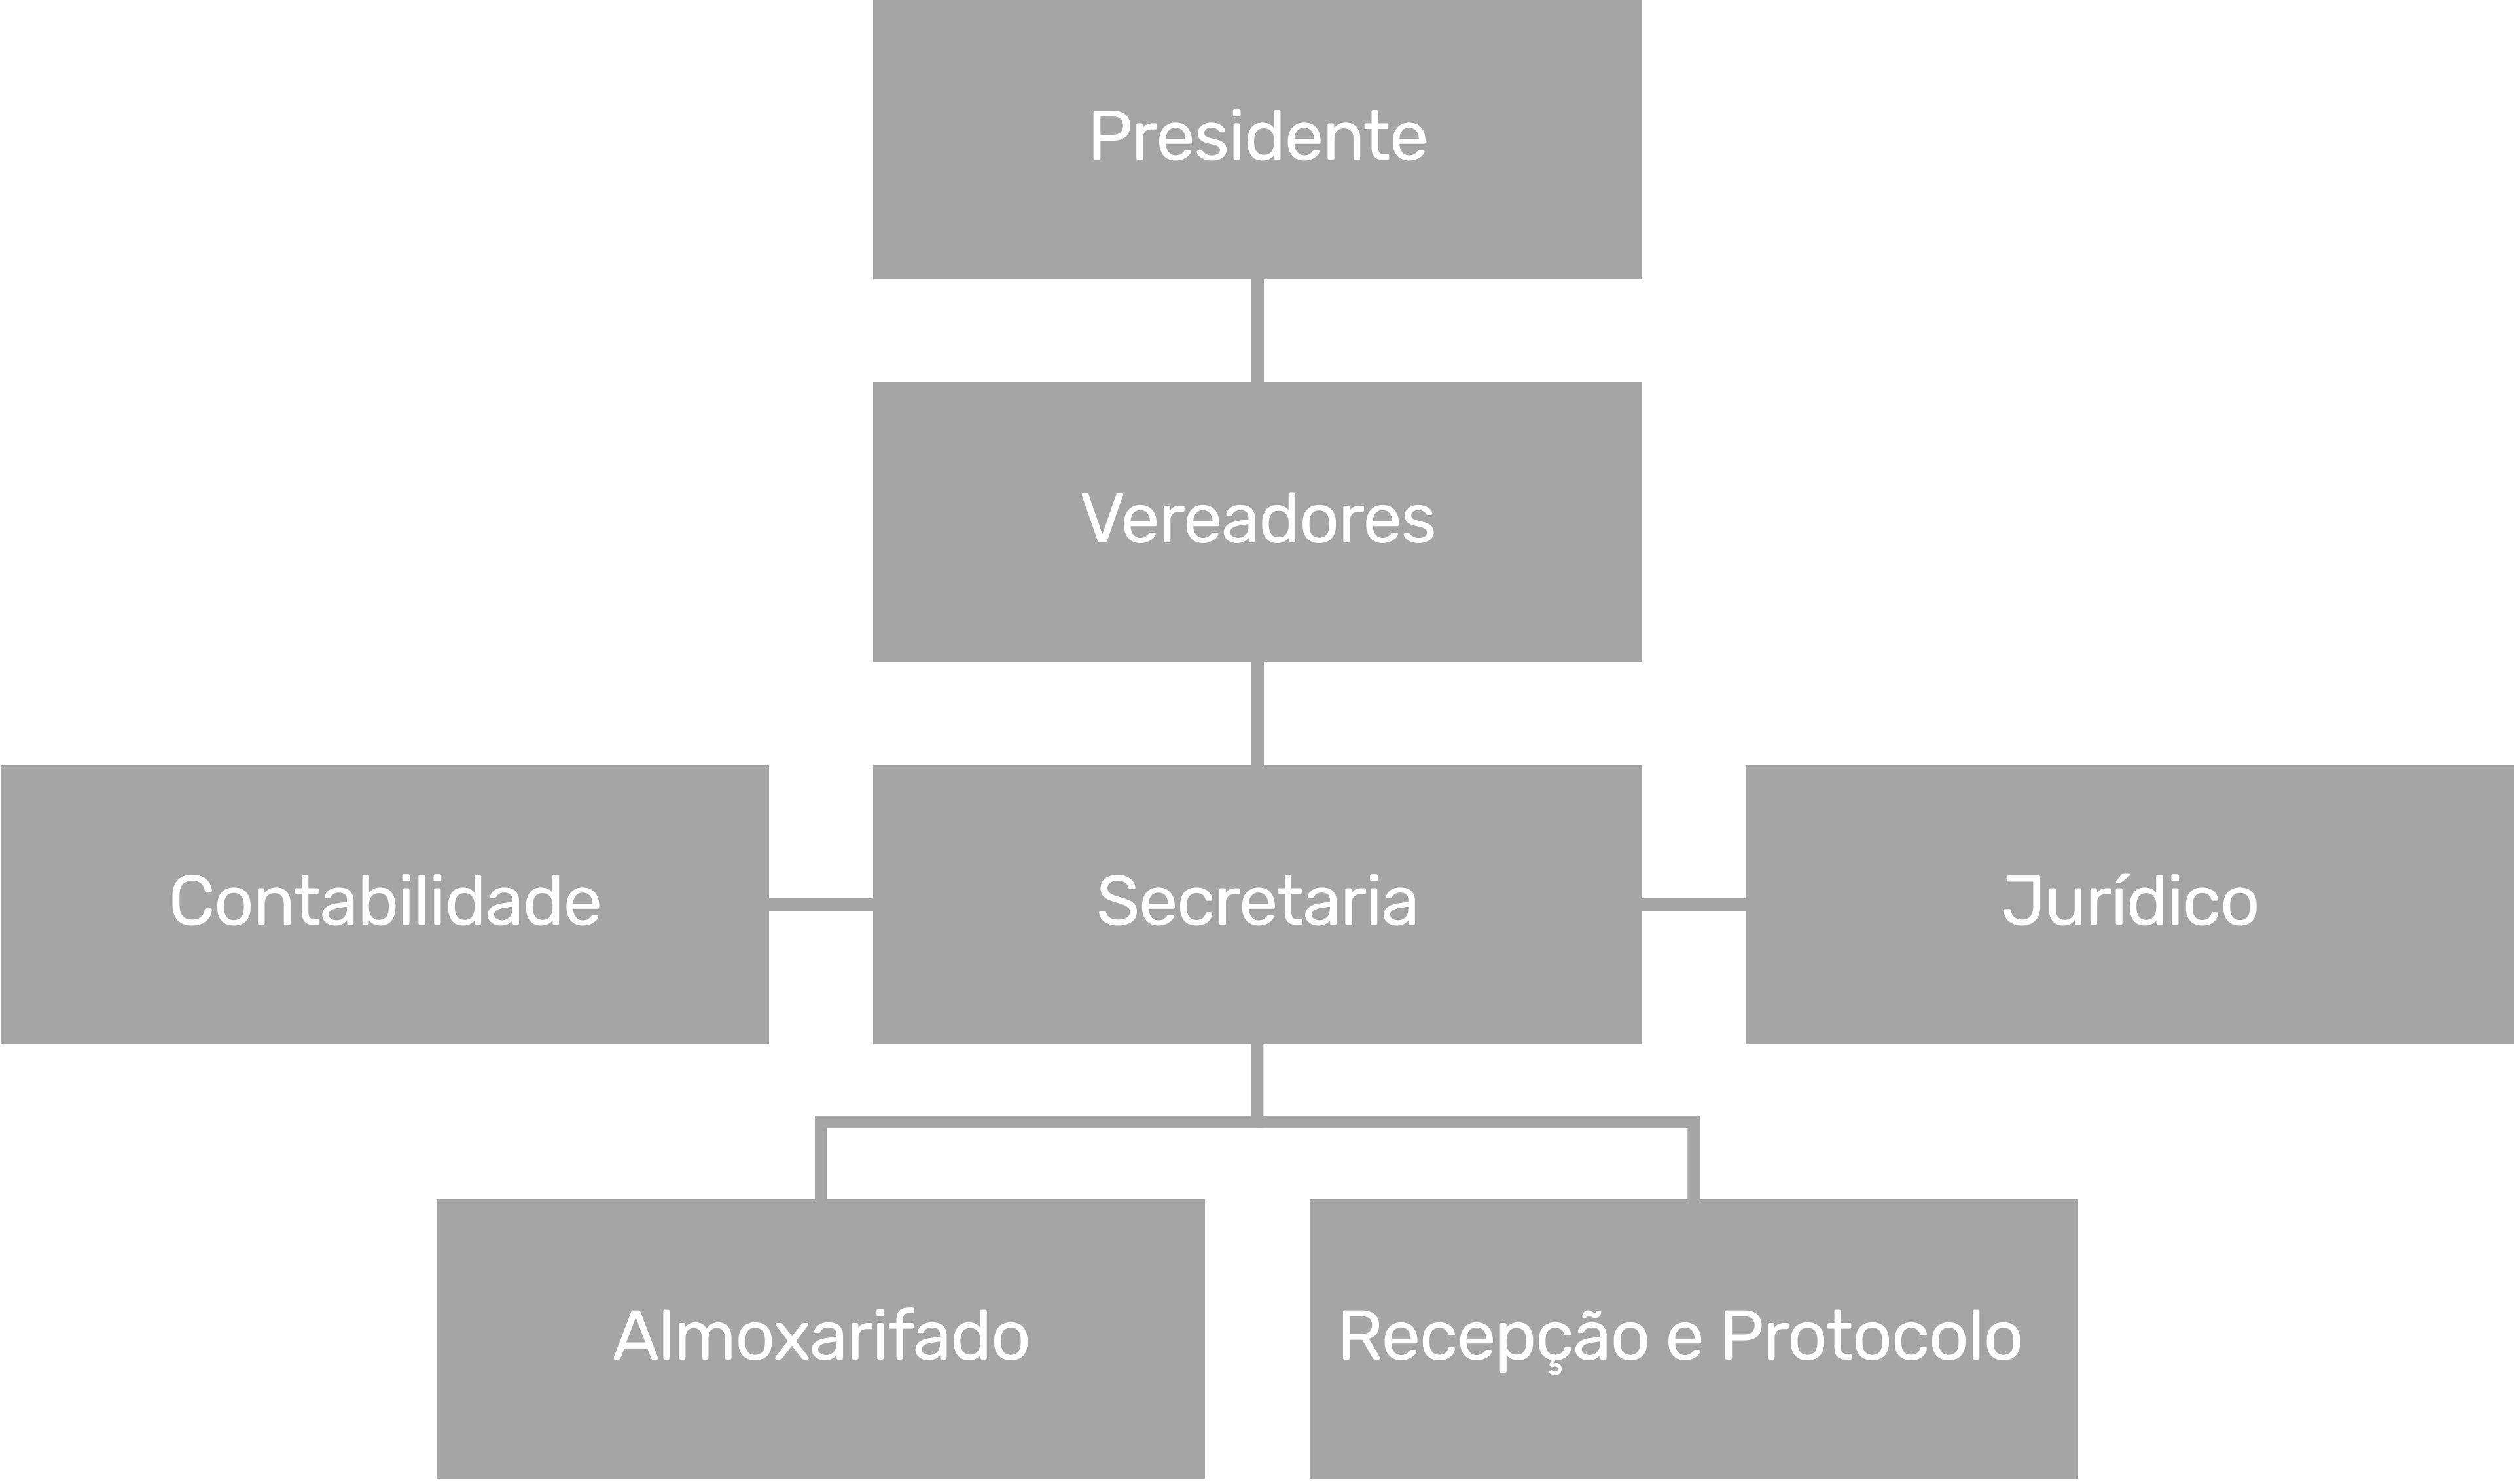 Presidente
Vereadores
Contabilidade
Secretaria
Jurídico
Almoxarifado
Recepção e Protocolo